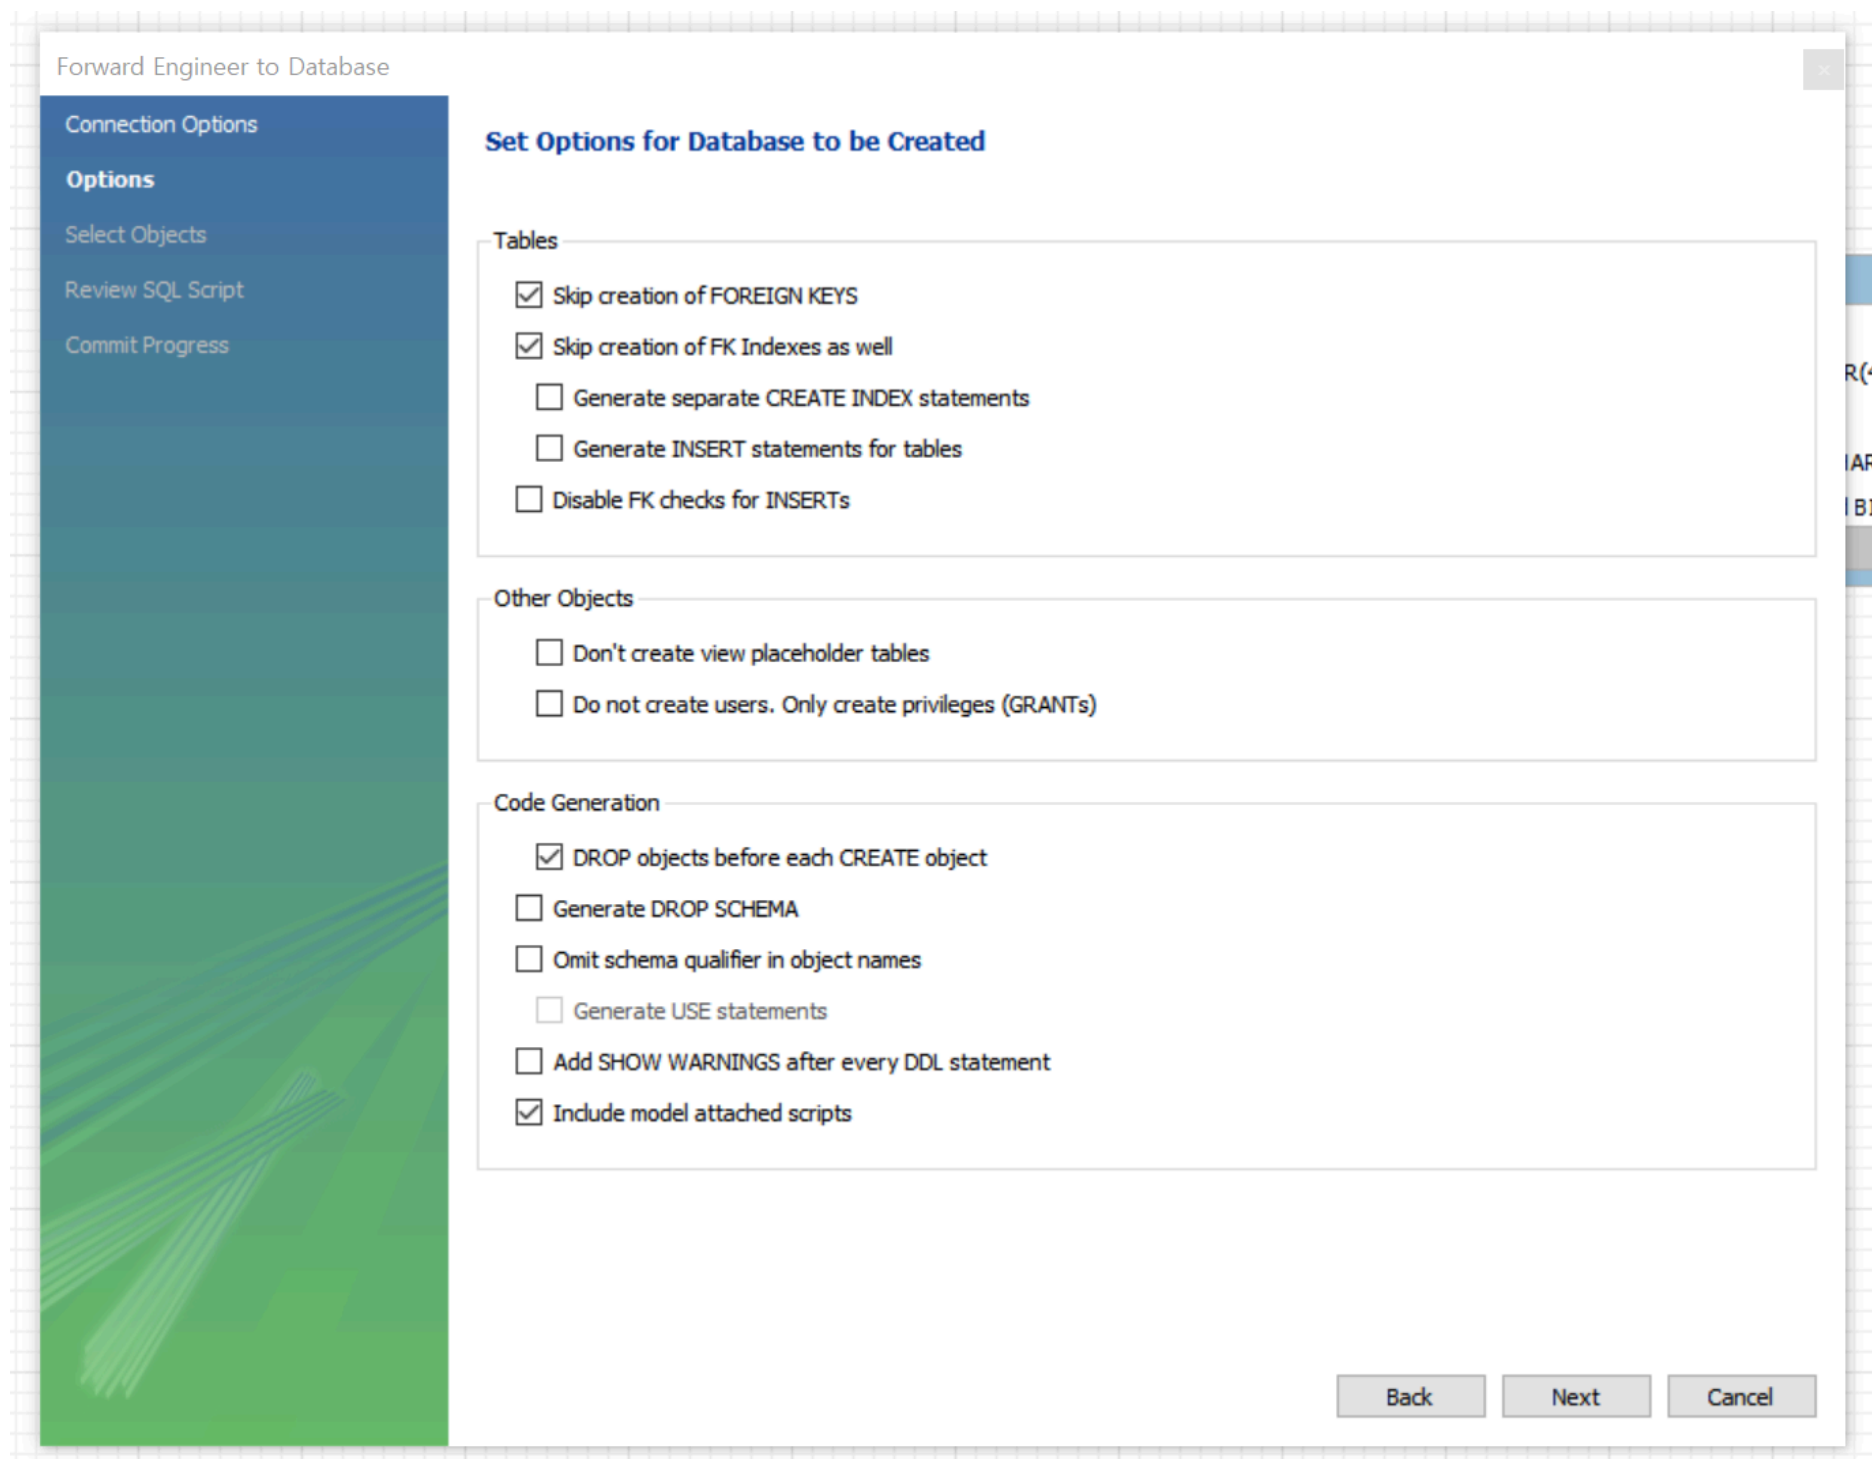 Forward Engineer to Database
Connection Options
Options
Select Objects
Review SQL Script
Commit Progress
Set Options for Database to be Created
Tables
Skip creation of FOREIGN KEYS
Skip creation of FK Indexes as well
Generate separate CREATE INDEX statements
Generate INSERT statements for tables
Disable FK checks for INSERTs
Other Objects
Don't create view placeholder tables
Do not create users. Only create privileges (GRANTs)
Code Generation
DROP objects before each CREATE object
Generate DROP SCHEMA
Omit schema qualifier in object names
Generate USE statements
Add SHOW WARNINGS after every DDL statement
Include model attached scripts
Back
Next
Cancel